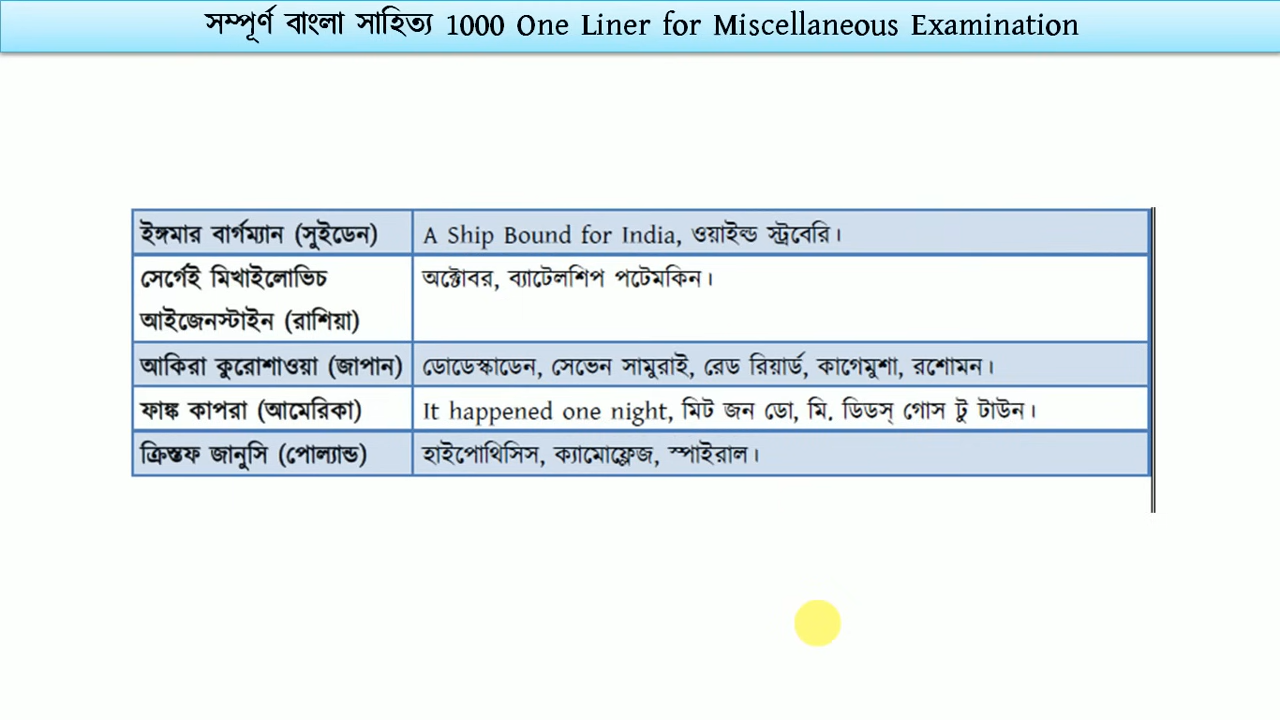 সম্পূর্ণ বাংলা সাহিত্য 1000 One Liner for Miscellaneous Examination
ইঙ্গমার বার্গম্যান (সুইডেন) A Ship Bound for India, ওয়াইল্ড স্ট্রবেরি।
সের্গেই মিখাইলোভিচ অক্টোবর, ব্যাটেলশিপ পটেমকিন।
আইজেনস্টাইন (রাশিয়া)
আকিরা কুরোশাওয়া (জাপান) ডোডেস্কাডেন, সেভেন সামুরাই, রেড রিয়ার্ড, কাগেমুশা, রশোমন।
ফাঙ্ক কাপরা (আমেরিকা) It happened one night, মিট জন ডো, মি. ডিডস্ গোস টু টাউন।
ক্রিস্তফ জানুসি (পোল্যান্ড) হাইপোথিসিস, ক্যামোফ্লেজ, স্পাইরাল।